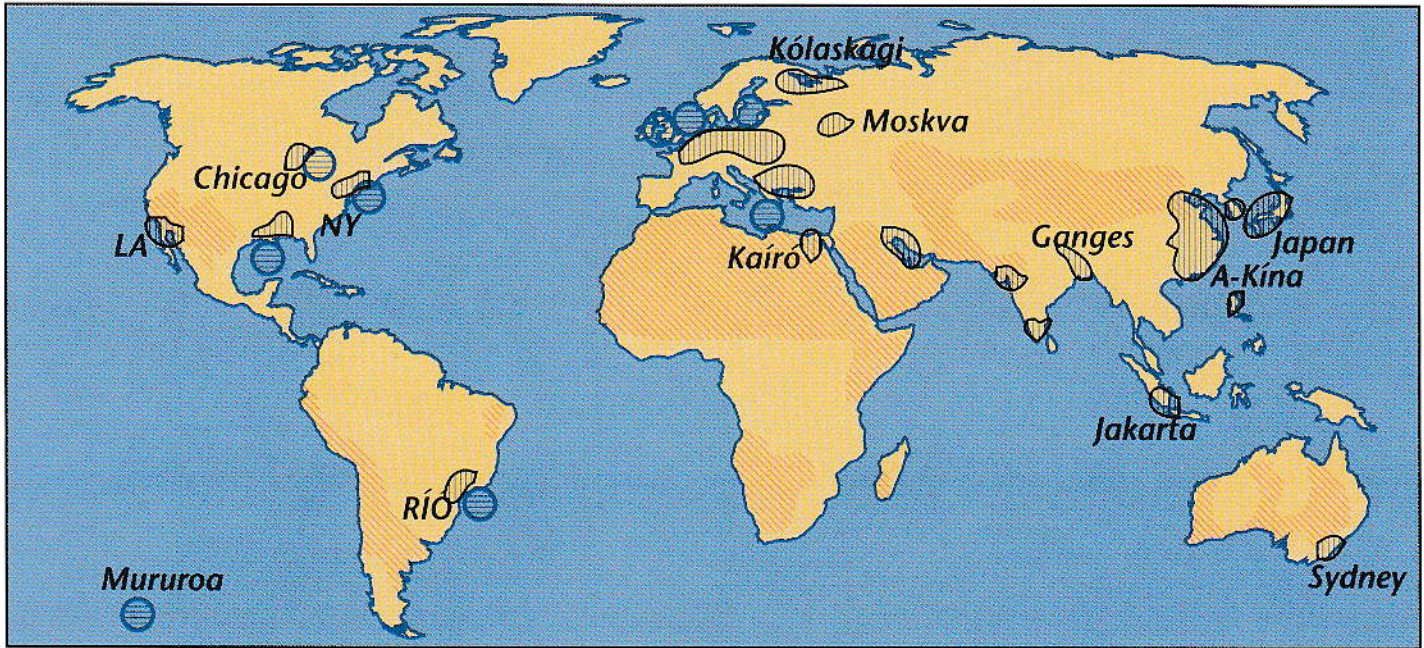 Kólaskagi
Moskva
Chicago
NY
LA
Kaíró
Ganges
Japan
A-Kína
Jakarta
RÍÓ
Sydney
Mururoa